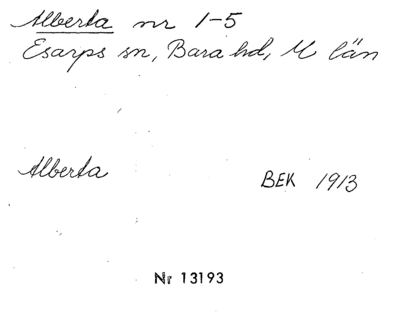 Alberta nr 1-5
Esarps sn, Bara hd, M län
Alberta
BEK 1913
Nr 13193